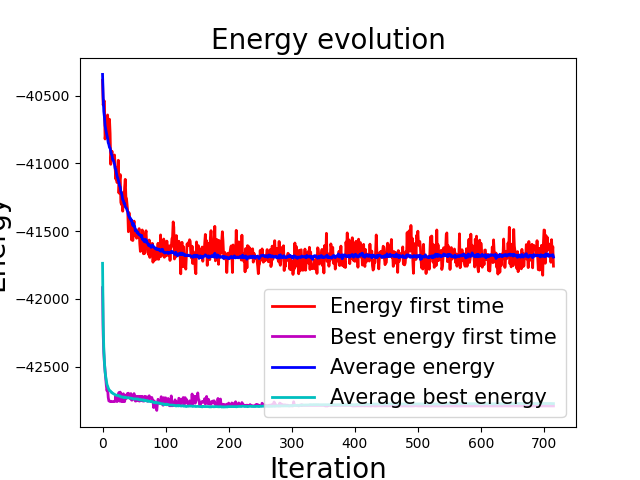 Energy evolution
Energy
−40500
−41000
−41500
−42000
−42500
Energy first time
Best energy first time
Average energy
Average best energy
0 100 200 300 400 500 600 700
Iteration